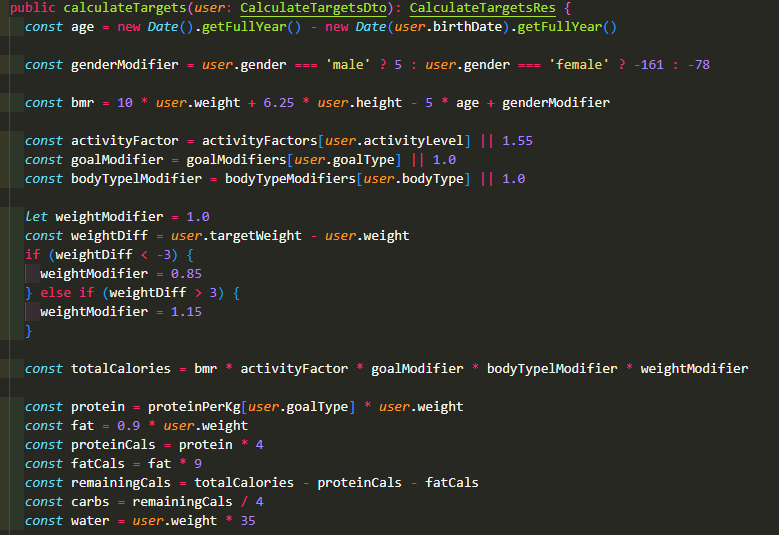 public calculateTargets(user: CalculateTargetsDto): CalculateTargetsRes {
const age = new Date().getFullYear() - new Date(user.birthDate).getFullYear()
const genderModifier = user.gender === 'male' ? 5 : user.gender === 'female' ? -161 : -78
const bmr = 10 * user.weight + 6.25 * user.height - 5 * age + genderModifier
const activityFactor = activityFactors[user.activityLevel] || 1.55
const goalModifier = goalModifiers[user.goalType] || 1.0
const bodyTypelModifier = bodyTypeModifiers[user.bodyType] || 1.0
let weightModifier = 1.0
const weightDiff = user.targetWeight - user.weight
if (weightDiff < -3) {
weightModifier = 0.85
} else if (weightDiff > 3) {
weightModifier = 1.15
}
const totalCalories = bmr * activityFactor * goalModifier * bodyTypelModifier * weightModifier
const protein = proteinPerKg[user.goalType] * user.weight
const fat = 0.9 * user.weight
const proteinCals = protein * 4
const fatCals = fat * 9
const remainingCals = totalCalories - proteinCals - fatCals
const carbs = remainingCals / 4
const water = user.weight * 35